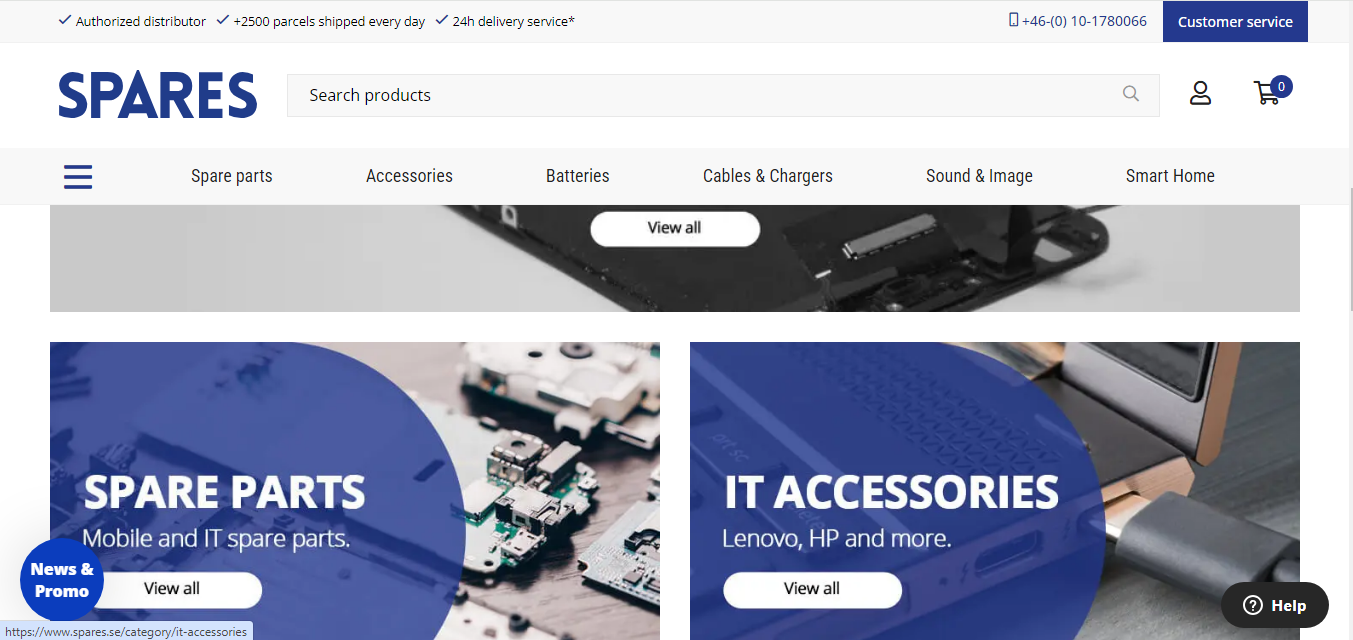 Authorized distributor
+2500 parcels shipped every day
24h delivery service*
+46-(0) 10-1780066
Customer service
SPARES
Search products
0
Spare parts
Accessories
Batteries
Cables & Chargers
Sound & Image
Smart Home
View all
SPARE PARTS
Mobile and IT spare parts.
View all
IT ACCESSORIES
Lenovo, HP and more.
View all
News &
Promo
Help
https://www.spares.se/category/it-accessories